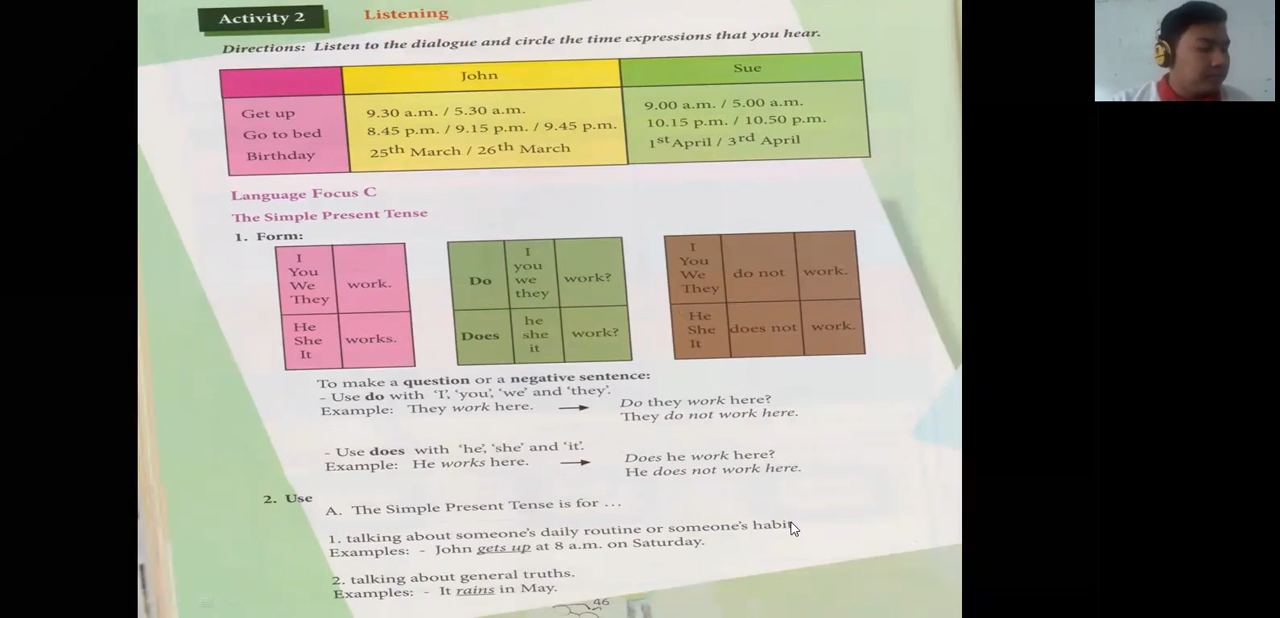 Activity 2 Listening
Directions: Listen to the dialogue and circle the time expressions that you hear.
John Sue
Get up 9.30 a.m. / 5.30 a.m. 9.00 a.m. / 5.00 a.m.
Go to bed 8.45 p.m. / 9.15 p.m. / 9.45 p.m. 10.15 p.m. / 10.50 p.m.
Birthday 25th March / 26th March 1st April / 3rd April
Language Focus C
The Simple Present Tense
1. Form:
I
You
We
They
work.
He
She
It
works.
Do
I
you
we
they
work?
Does
he
she
it
work?
I
You
We
They
do not
work.
He
She
It
does not
work.
To make a question or a negative sentence:
- Use do with ‘I’, ‘you’, ‘we’ and ‘they’.
Example: They work here. → Do they work here?
They do not work here.
- Use does with ‘he’, ‘she’ and ‘it’.
Example: He works here. → Does he work here?
He does not work here.
2. Use
A. The Simple Present Tense is for ...
1. talking about someone’s daily routine or someone’s habit
Examples: - John gets up at 8 a.m. on Saturday.
2. talking about general truths.
Examples: - It rains in May.
46